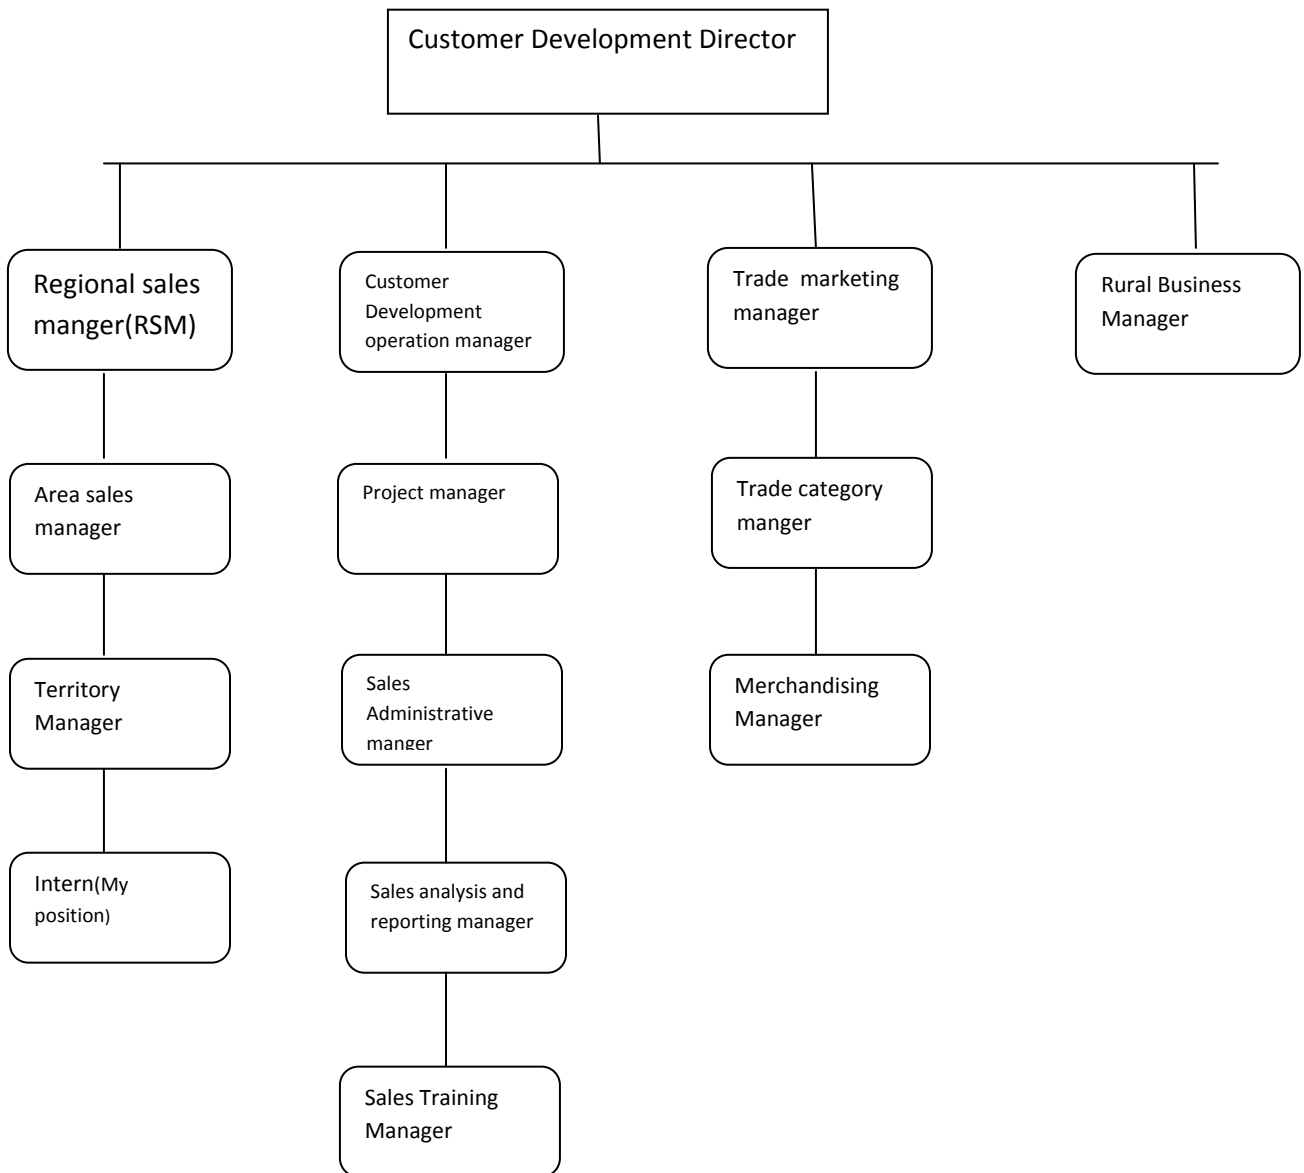 Customer Development Director
Regional sales
manger(RSM)
Customer
Development
operation manager
Trade  marketing
manager
Rural Business
Manager
Area sales
manager
Project manager
Trade category
manger
Territory
Manager
Sales
Administrative
manger
Merchandising
Manager
Intern(My
position)
Sales analysis and
reporting manager
Sales Training
Manager